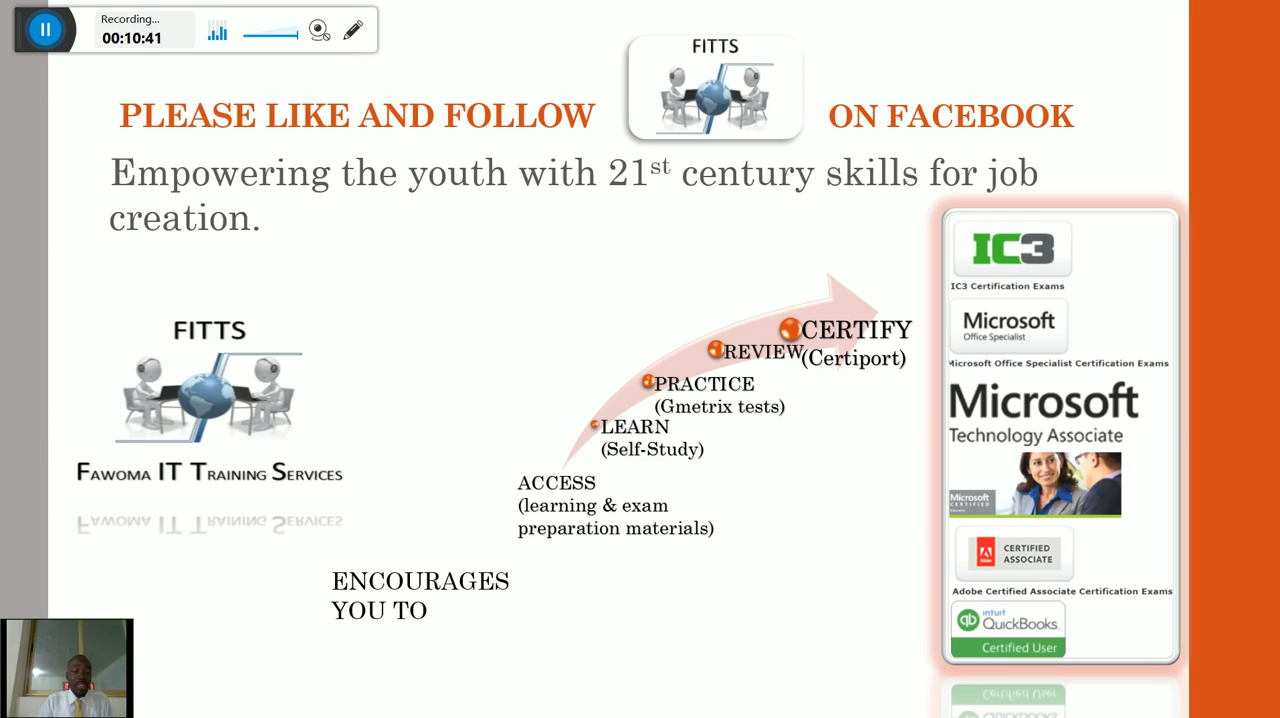 Recording...
00:10:41
FITTS
PLEASE LIKE AND FOLLOW ON FACEBOOK
Empowering the youth with 21st century skills for job
creation.
IC3
IC3 Certification Exams
Microsoft
Office Specialist
Microsoft Office Specialist Certification Exams
Microsoft
Technology Associate
Microsoft
CERTIFIED
CERTIFIED
ASSOCIATE
Adobe Certified Associate Certification Exams
intuit
qb QuickBooks.
Certified User
FITTS
FAWOMA IT TRAINING SERVICES
CERTIFY
(Certiport)
REVIEW
PRACTICE
(Gmetrix tests)
LEARN
(Self-Study)
ACCESS
(learning & exam
preparation materials)
ENCOURAGES
YOU TO